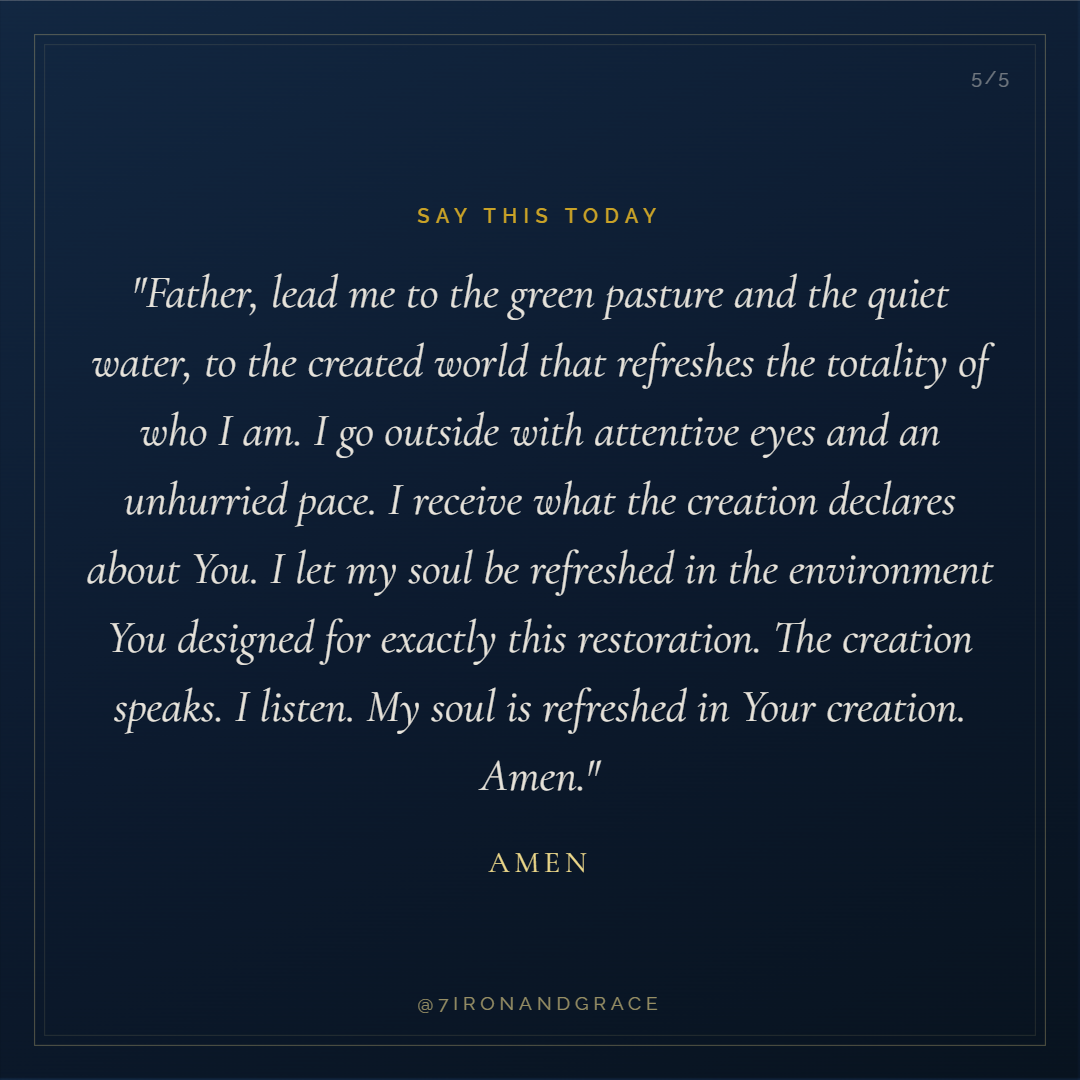 5/5
SAY THIS TODAY
"Father, lead me to the green pasture and the quiet
water, to the created world that refreshes the totality of
who I am. I go outside with attentive eyes and an
unhurried pace. I receive what the creation declares
about You. I let my soul be refreshed in the environment
You designed for exactly this restoration. The creation
speaks. I listen. My soul is refreshed in Your creation.
Amen."
AMEN
@7IRONANDGRACE